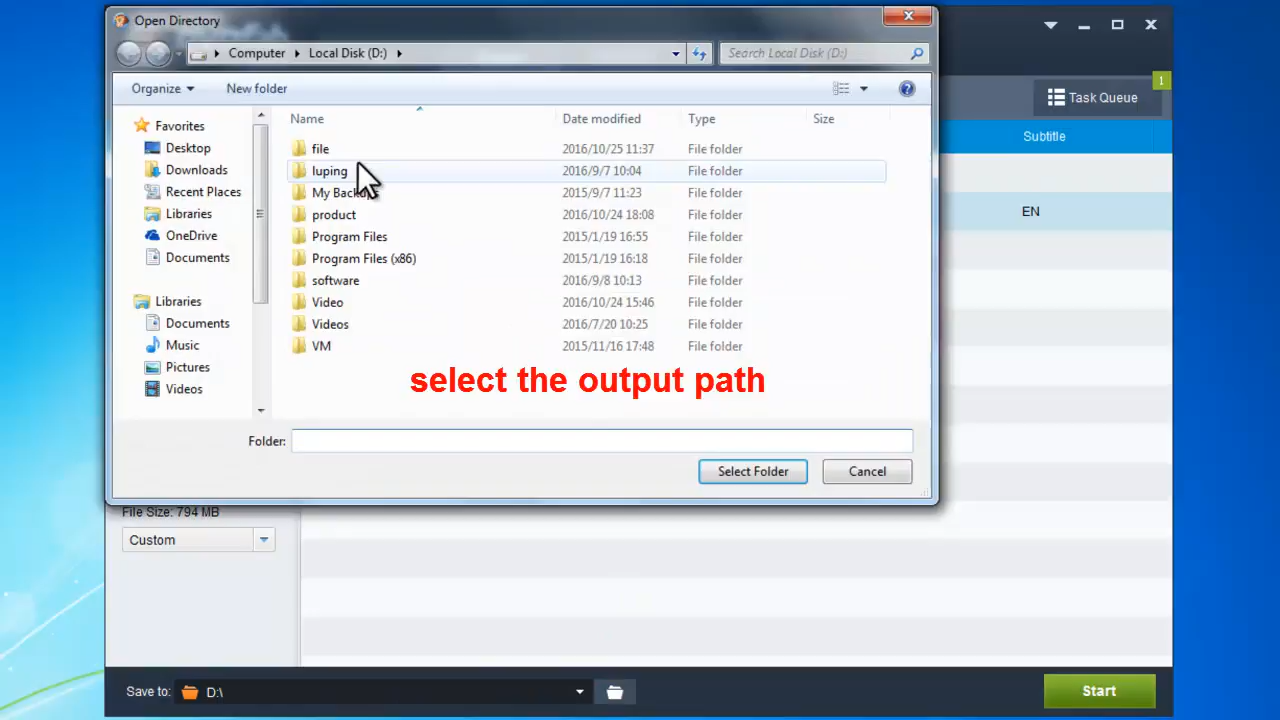 Open Directory
Computer Local Disk (D:)
Search Local Disk (D:)
Organize New folder
1
Task Queue
Name Date modified Type Size
Subtitle
Favorites
Desktop
Downloads
Recent Places
Libraries
OneDrive
Documents
Libraries
Documents
Music
Pictures
Videos
file 2016/10/25 11:37 File folder
luping 2016/9/7 10:04 File folder
My Backups 2015/9/7 11:23 File folder
product 2016/10/24 18:08 File folder
Program Files 2015/1/19 16:55 File folder
Program Files (x86) 2015/1/19 16:18 File folder
software 2016/9/8 10:13 File folder
Video 2016/10/24 15:46 File folder
Videos 2016/7/20 10:25 File folder
VM 2015/11/16 17:48 File folder
EN
select the output path
Folder:
Select Folder Cancel
File Size: 794 MB
Custom
Save to: D:\
Start